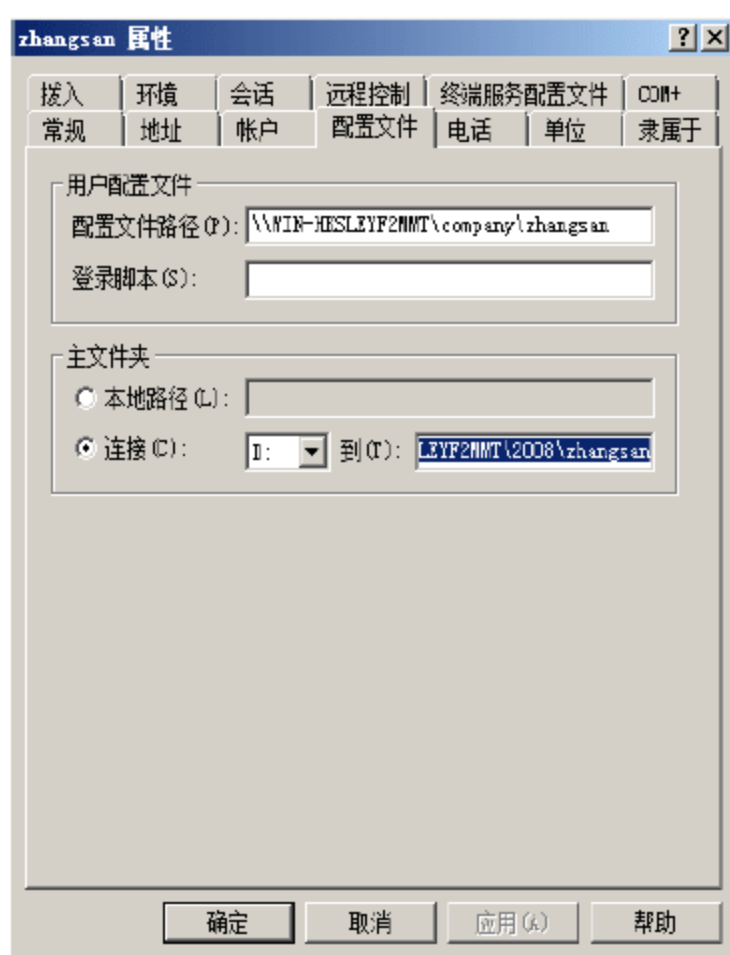 zhangsan 属性
拨入 环境 会话 远程控制 终端服务配置文件 COM+
常规 地址 帐户 配置文件 电话 单位 隶属于
用户配置文件
配置文件路径(P): \\WIN-HESLEYF2MMT\company\zhangsan
登录脚本(S):
主文件夹
本地路径(L):
连接(C): D: 到(T): LEYF2MMT\2008\zhangsan
确定 取消 应用(A) 帮助